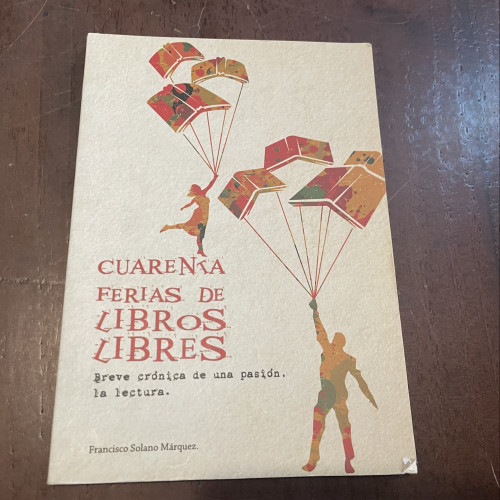 CUARENTA
FERIAS DE
LIBROS
LIBRES
Breve crónica de una pasión.
la lectura.
Francisco Solano Márquez.